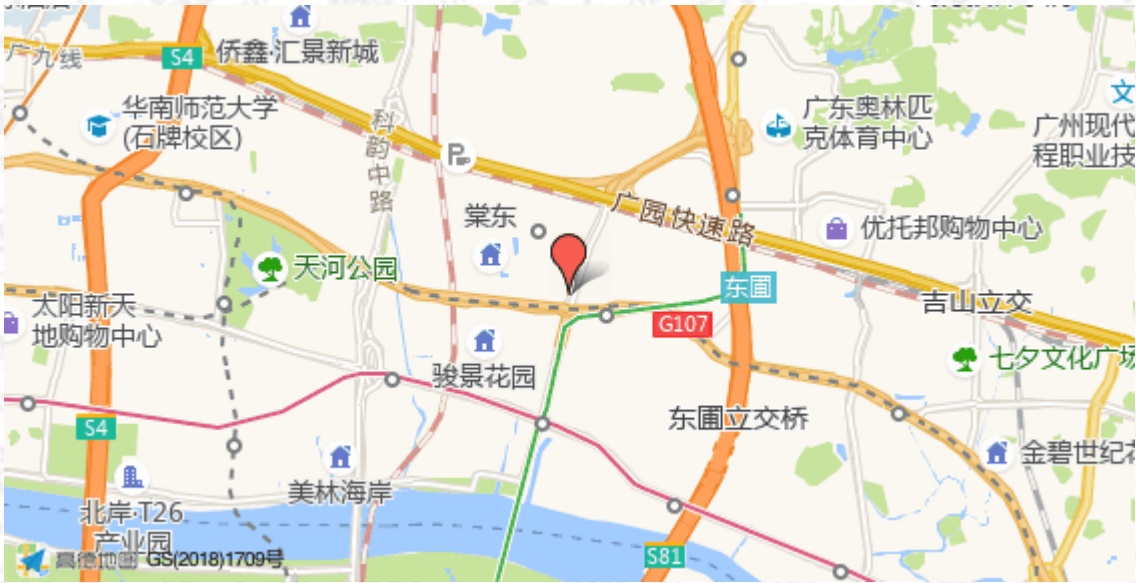 广九线
S4
侨鑫·汇景新城
文
华南师范大学
(石牌校区)
科韵中路
广东奥林匹
克体育中心
广州现代
程职业技
棠东
广园快速路
优托邦购物中心
天河公园
东圃
太阳新天
地购物中心
G107
吉山立交
七夕文化广场
骏景花园
S4
东圃立交桥
美林海岸
金碧世纪花
北岸·T26
产业园
S81
高德地图 GS(2018)1709号